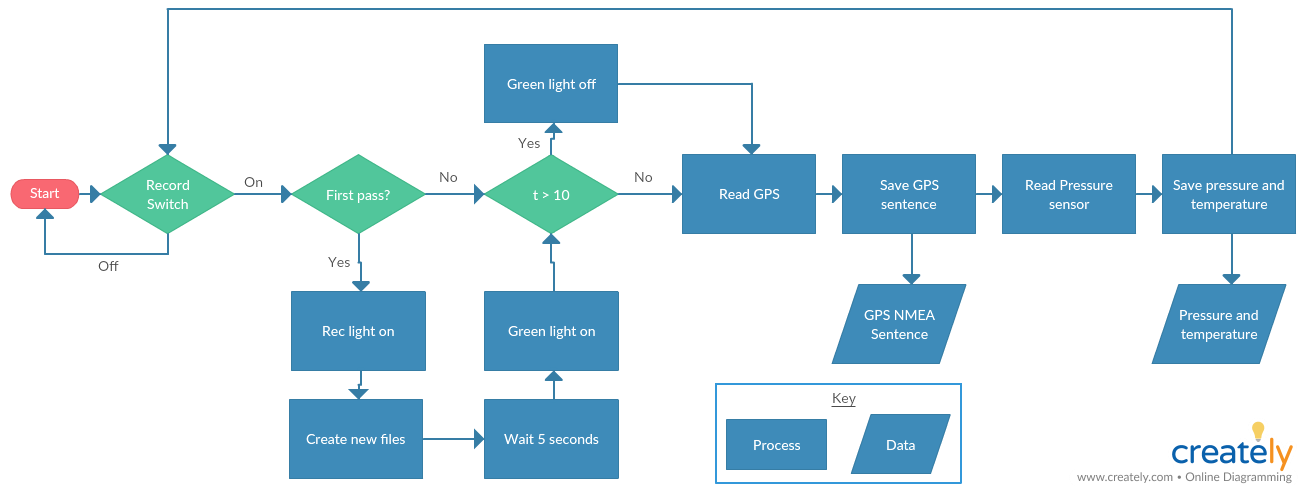 Green light off
Yes
Start
Record
Switch
On
First pass?
No
t > 10
No
Read GPS
Save GPS
sentence
Read Pressure
sensor
Save pressure and
temperature
Off
Yes
Rec light on
Green light on
GPS NMEA
Sentence
Pressure and
temperature
Create new files
Wait 5 seconds
Key
Process
Data
creately
www.creately.com • Online Diagramming